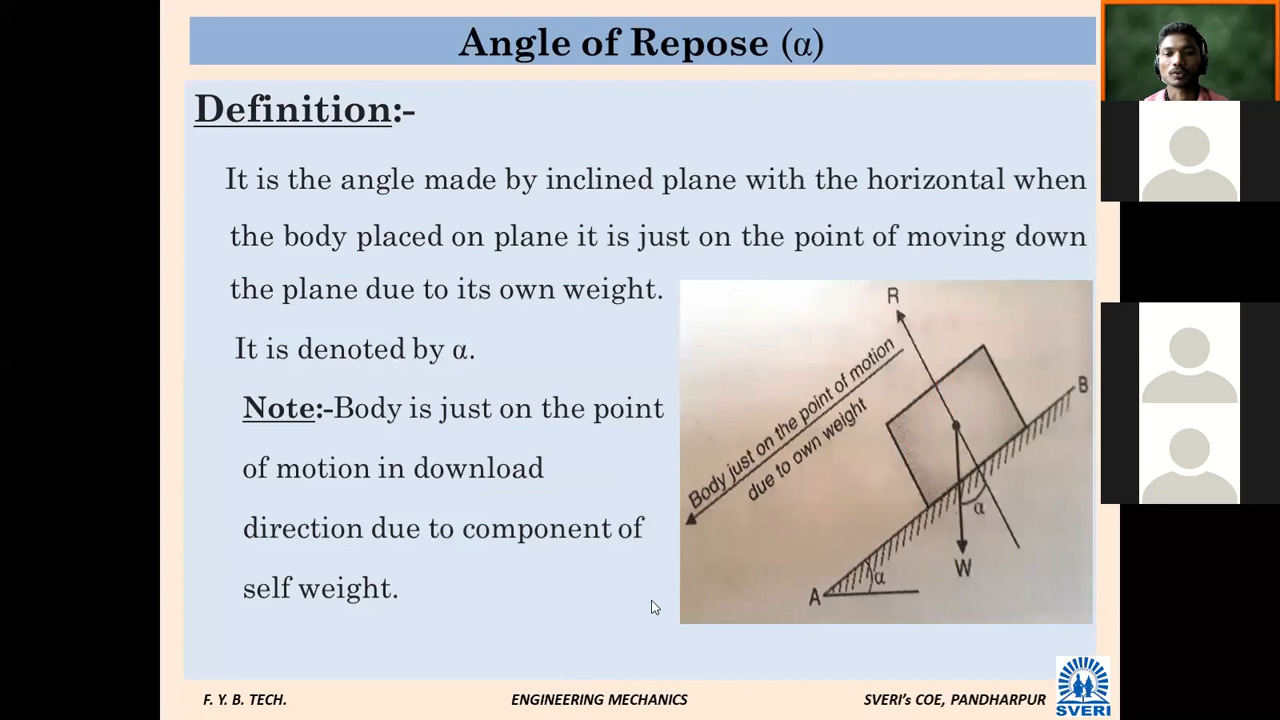 Angle of Repose (α)
Definition:-
It is the angle made by inclined plane with the horizontal when
the body placed on plane it is just on the point of moving down
the plane due to its own weight.
It is denoted by α.
Note:-Body is just on the point
of motion in download
direction due to component of
self weight.
R
Body just on the point of motion
due to own weight
B
α
W
α
A
F. Y. B. TECH.
ENGINEERING MECHANICS
SVERI's COE, PANDHARPUR
SVERI